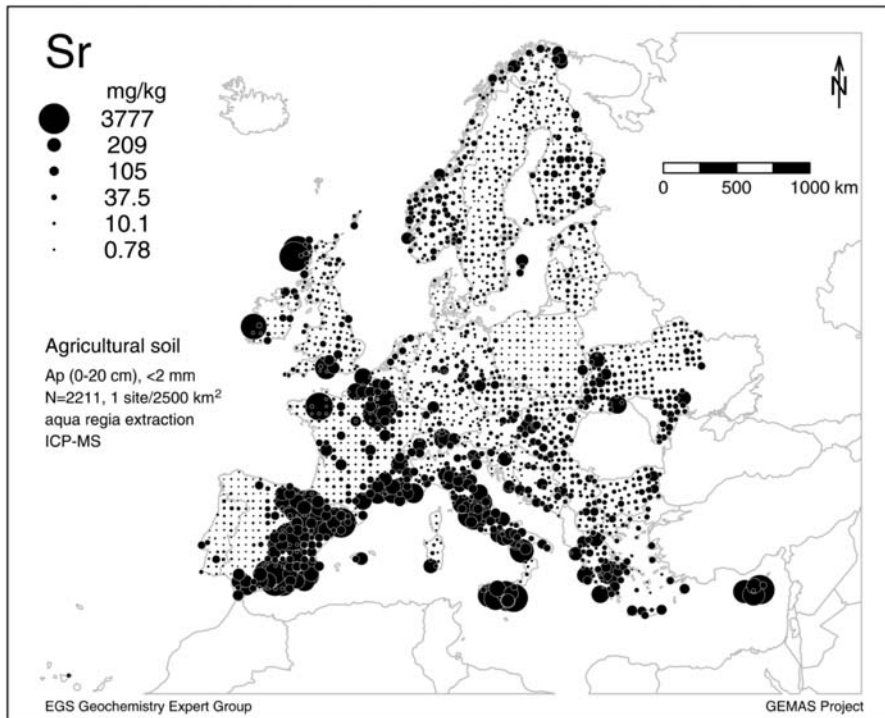 Sr
mg/kg
3777
209
105
37.5
10.1
0.78
N
0 500 1000 km
Agricultural soil
Ap (0-20 cm), <2 mm
N=2211, 1 site/2500 km²
aqua regia extraction
ICP-MS
EGS Geochemistry Expert Group
GEMAS Project